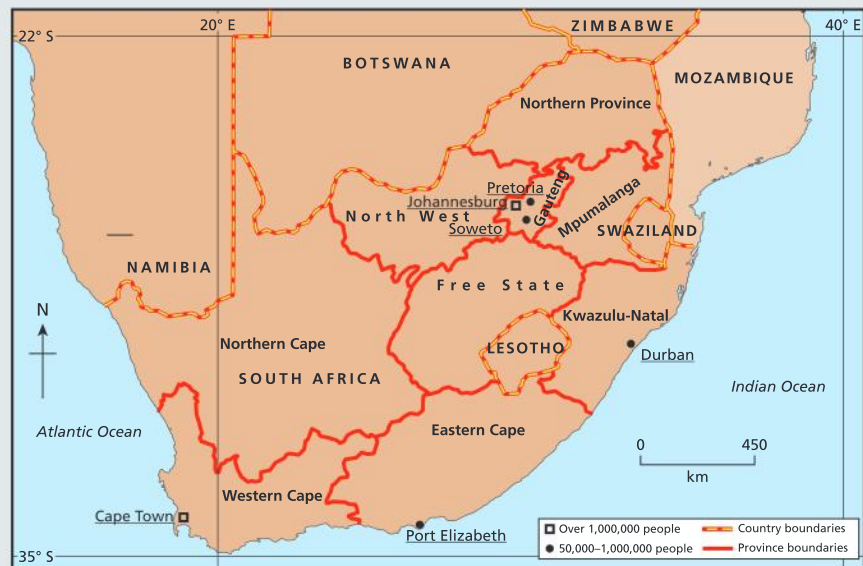 20° E
40° E
22° S
ZIMBABWE
BOTSWANA
MOZAMBIQUE
Northern Province
Pretoria
Johannesburg
Gauteng
Mpumalanga
North West
Soweto
SWAZILAND
NAMIBIA
Free State
N
Kwazulu-Natal
Northern Cape
LESOTHO
Durban
SOUTH AFRICA
Indian Ocean
Atlantic Ocean
Eastern Cape
0 450
km
Western Cape
Cape Town
Port Elizabeth
Over 1,000,000 people
Country boundaries
50,000–1,000,000 people
Province boundaries
35° S